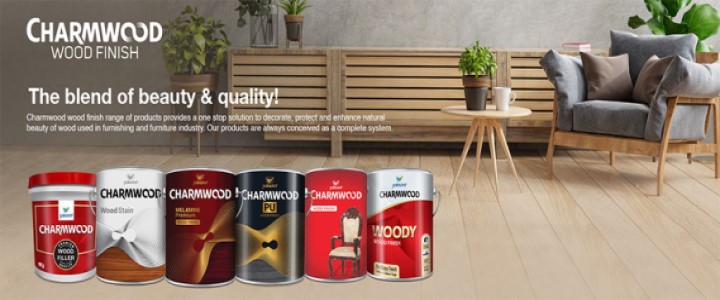 CHARMWOOD
WOOD FINISH
The blend of beauty & quality!
Charmwood wood finish range of products provides a one stop solution to decorate, protect and enhance natural
beauty of wood used in furnishing and furniture industry. Our products are always conceived as a complete system.
CHARMWOOD
WOOD
FILLER
CHARMWOOD
Wood Stain
CHARMWOOD
MELAMINE
Premium
CHARMWOOD
PU
CHARMWOOD
CHARMWOOD
WOODY